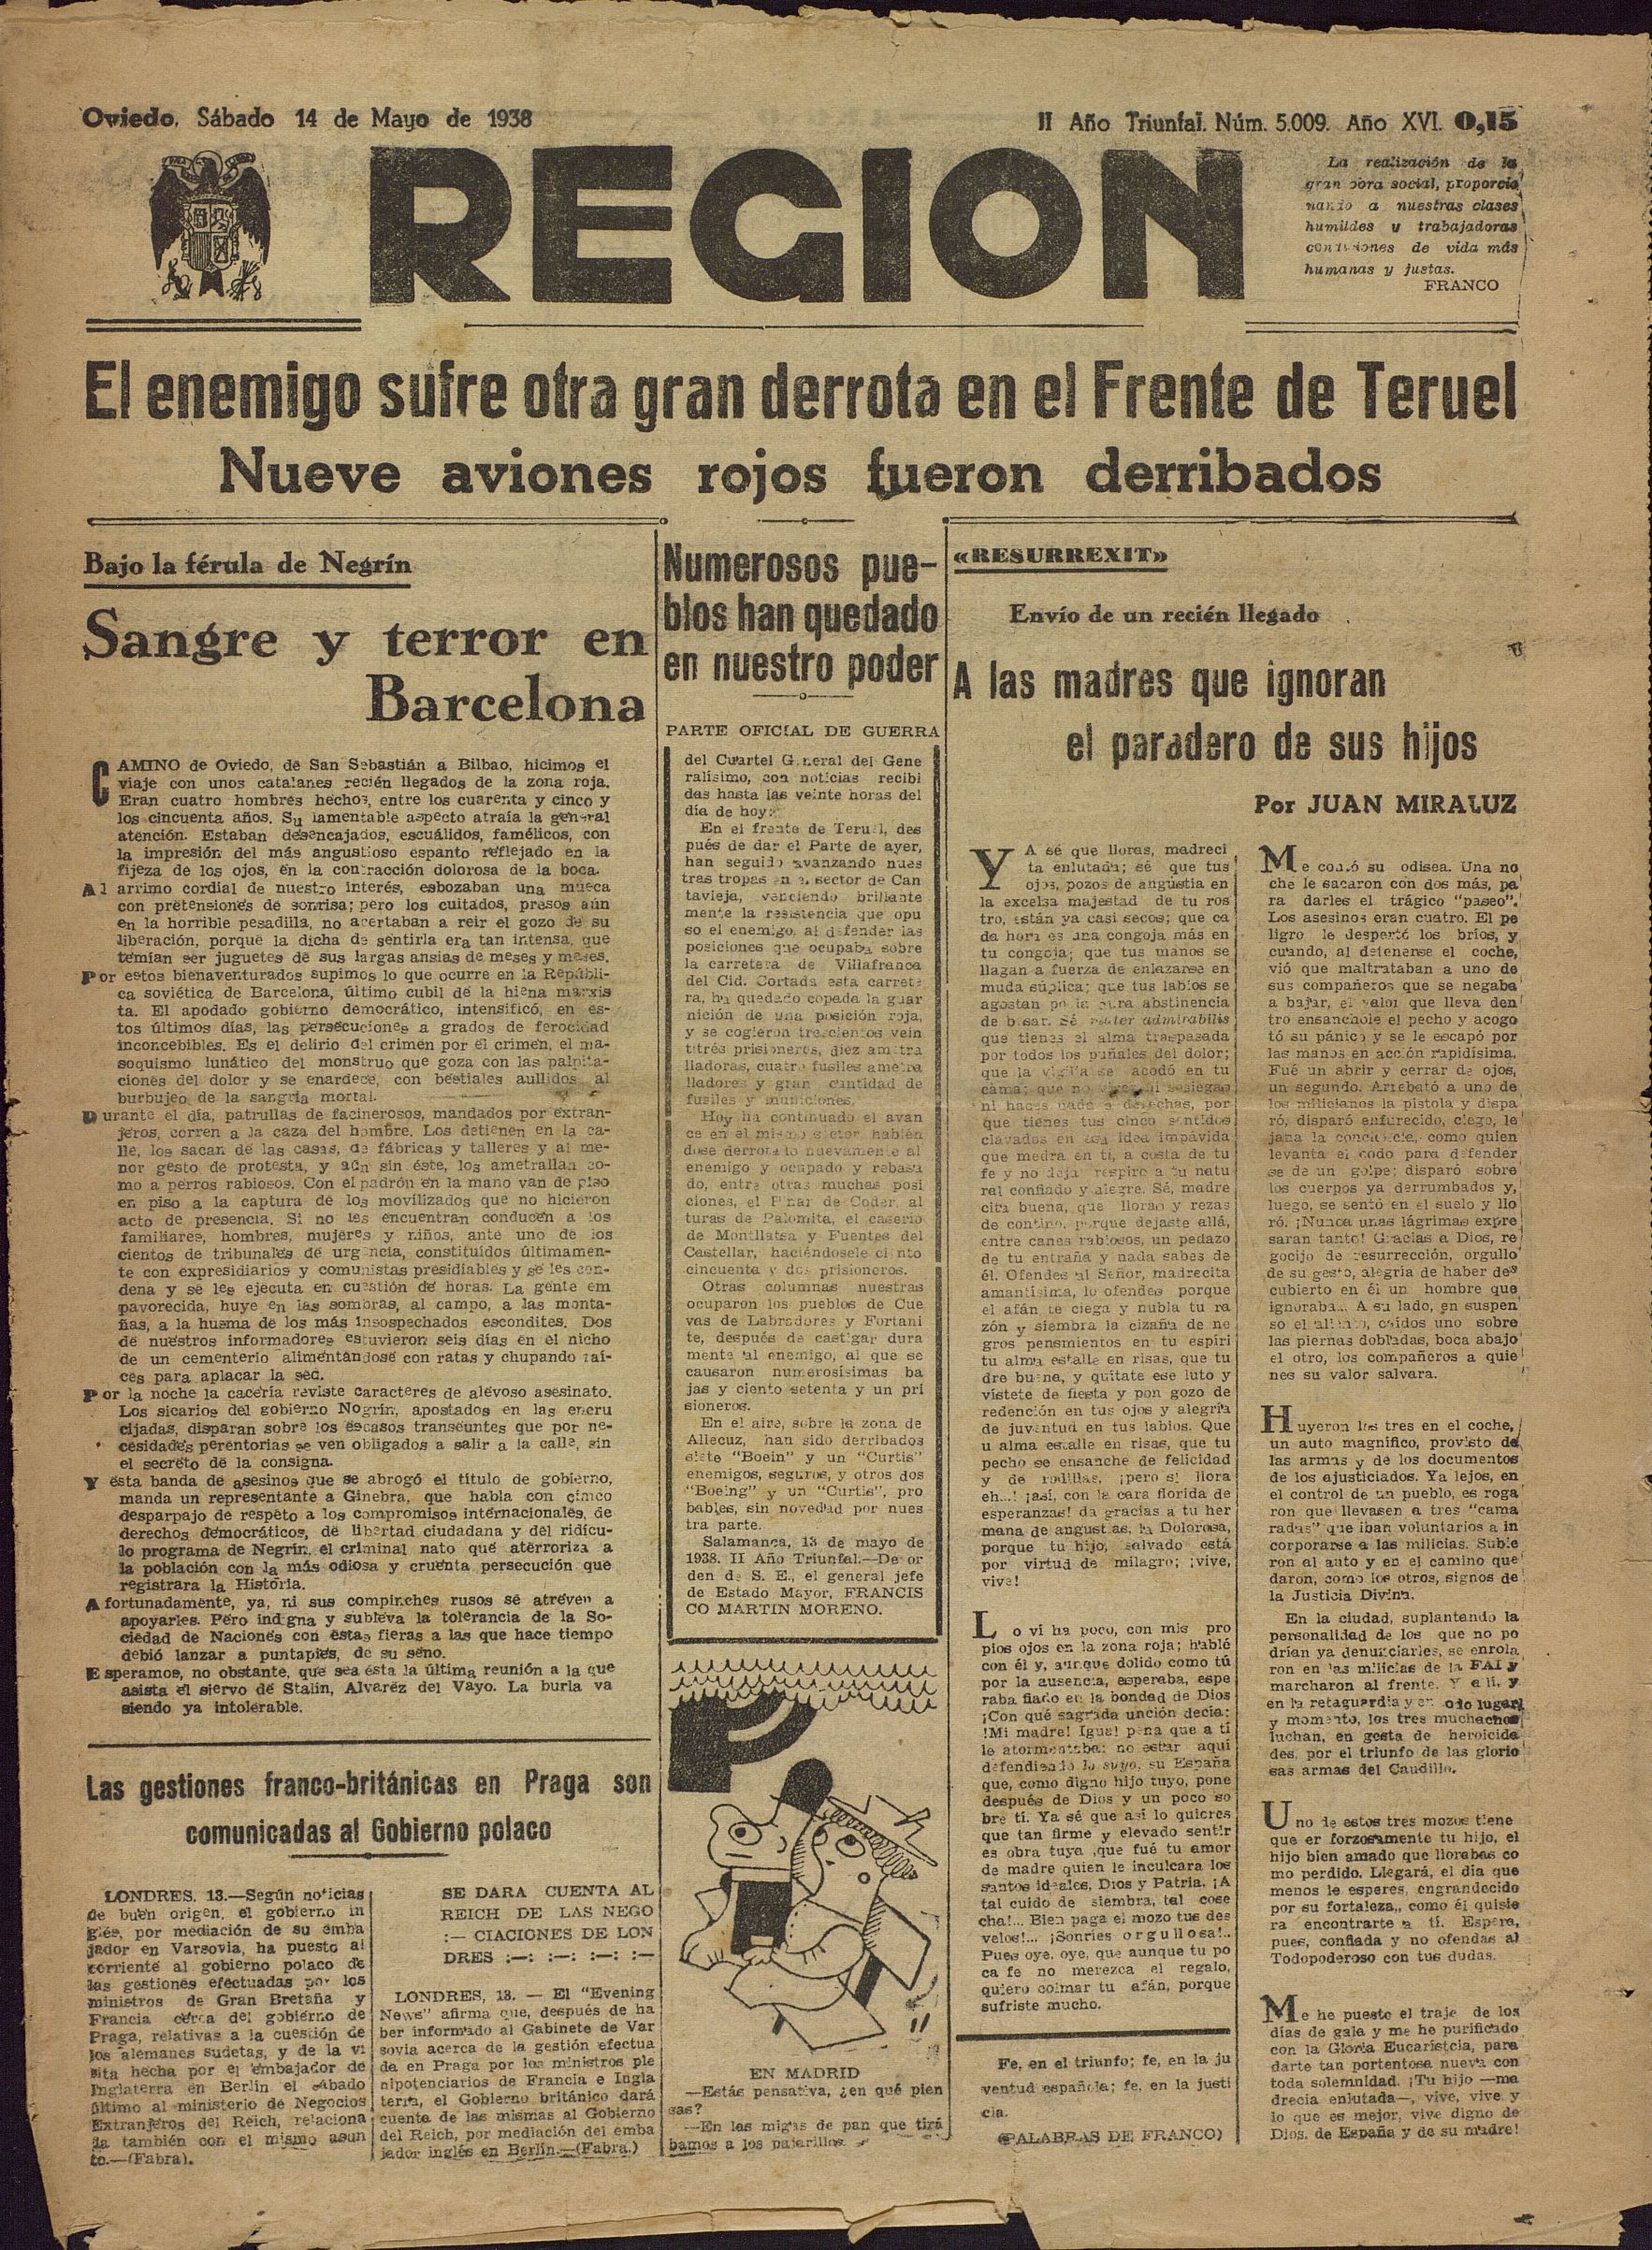 Oviedo. Sábado 14 de Mayo de 1938
II Año Triunfal. Núm. 5.009. Año XVI. 0,15
REGION
La realización de la
gran obra social, proporcio
nando a nuestras clases
humildes y trabajadoras
condiciones de vida más
humanas y justas.
FRANCO
El enemigo sufre otra gran derrota en el Frente de Teruel
Nueve aviones rojos fueron derribados
Bajo la férula de Negrín
Sangre y terror en
Barcelona
CAMINO de Oviedo, de San Sebastián a Bilbao, hicimos el
viaje con unos catalanes recién llegados de la zona roja.
Eran cuatro hombres hechos, entre los cuarenta y cinco y
los cincuenta años. Su lamentable aspecto atraía la general
atención. Estaban desencajados, escuálidos, famélicos, con
la impresión del más angustioso espanto reflejado en la
fijeza de los ojos, en la contracción dolorosa de la boca.
Al arrimo cordial de nuestro interés, esbozaban una mueca
con pretensiones de sonrisa; pero los cuitados, presos aún
en la horrible pesadilla, no acertaban a reir el gozo de su
liberación, porque la dicha de sentirla era tan intensa, que
temían ser juguetes de sus largas ansias de meses y meses.
Por estos bienaventurados supimos lo que ocurre en la Repúbli-
ca soviética de Barcelona, último cubil de la hiena marxis
ta. El apodado gobierno democrático, intensificó, en es-
tos últimos días, las persecuciones a grados de ferocidad
inconcebibles. Es el delirio del crimen por el crimen, el ma-
soquismo lunático del monstruo que goza con las palpita-
ciones del dolor y se enardece, con bestiales aullidos, al
burbujeo de la sangría mortal.
Durante el día, patrullas de facinerosos, mandados por extran-
jeros, corren a la caza del hombre. Los detienen en la ca-
lle, los sacan de las casas, de fábricas y talleres y al me-
nor gesto de protesta, y aún sin éste, los ametrallan co-
mo a perros rabiosos. Con el padrón en la mano van de piso
en piso a la captura de los movilizados que no hicieron
acto de presencia. Si no les encuentran conducen a los
familiares, hombres, mujeres y niños, ante uno de los
cientos de tribunales de urgencia, constituídos últimamen-
te con expresidiarios y comunistas presidiables y se les con-
dena y se les ejecuta en cuestión de horas. La gente em
pavorecida, huye en las sombras, al campo, a las monta-
ñas, a la husma de los más insospechados escondites. Dos
de nuestros informadores estuvieron seis días en el nicho
de un cementerio alimentándose con ratas y chupando raí-
ces para aplacar la sed.
Por la noche la cacería reviste caracteres de alevoso asesinato.
Los sicarios del gobierno Nogrín, apostados en las encru
cijadas, disparan sobre los escasos transeúntes que por ne-
cesidades perentorias se ven obligados a salir a la calle, sin
el secreto de la consigna.
Y esta banda de asesinos que se abrogó el título de gobierno,
manda un representante a Ginebra, que habla con cínico
desparpajo de respeto a los compromisos internacionales, de
derechos democráticos, de libertad ciudadana y del ridícu-
lo programa de Negrín, el criminal nato que aterroriza a
la población con la más odiosa y cruenta persecución que
registrara la Historia.
Afortunadamente, ya, ni sus compinches rusos se atreven a
apoyarles. Pero indigna y subleva la tolerancia de la So-
ciedad de Naciones con estas fieras a las que hace tiempo
debió lanzar a puntapiés, de su seno.
Esperamos, no obstante, que sea ésta la última reunión a la que
asista el siervo de Stalin, Alvarez del Vayo. La burla va
siendo ya intolerable.
Las gestiones franco-británicas en Praga son
comunicadas al Gobierno polaco
LONDRES, 13.—Según noticias
de buen origen, el gobierno in
glés, por mediación de su emba
jador en Varsovia, ha puesto al
corriente al gobierno polaco de
las gestiones efectuadas por los
ministros de Gran Bretaña y
Francia cerca del gobierno de
Praga, relativas a la cuestión de
los alemanes sudetas, y de la vi
sita hecha por el embajador de
Inglaterra en Berlín el sábado
último al ministerio de Negocios
Extranjeros del Reich, relaciona
da también con el mismo asun
to.—(Fabra).
SE DARA CUENTA AL
REICH DE LAS NEGO
:— CIACIONES DE LON
DRES :—: :—: :—: :—
LONDRES, 13. — El "Evening
News" afirma que, después de ha
ber informado al Gabinete de Var
sovia acerca de la gestión efectua
da en Praga por los ministros ple
nipotenciarios de Francia e Ingla
terra, el Gobierno británico dará
cuenta de las mismas al Gobierno
del Reich, por mediación del emba
jador inglés en Berlín.—(Fabra.)
Numerosos pue-
blos han quedado
en nuestro poder
PARTE OFICIAL DE GUERRA
del Cuartel General del Gene
ralísimo, con noticias recibi
das hasta las veinte horas del
día de hoy:
En el frente de Teruel, des
pués de dar el Parte de ayer,
han seguido avanzando nues
tras tropas en el sector de Can
tavieja, venciendo brillante
mente la resistencia que opu
so el enemigo, al defender las
posiciones que ocupaba sobre
la carretera de Villafranca
del Cid. Cortada esta carrete
ra, ha quedado copada la guar
nición de una posición roja,
y se cogieron trescientos vein
titrés prisioneros, diez ametra
lladoras, cuatro fusiles ametra
lladores y gran cantidad de
fusiles y municiones.
Hoy ha continuado el avan
ce en el mismo sector, habién
dose derrotado nuevamente al
enemigo y ocupado y rebasa
do, entre otras muchas posi
ciones, el Pinar de Coder, al
turas de Palomita, el caserío
de Montllatsa y Fuentes del
Castellar, haciéndosele ciento
cincuenta y dos prisioneros.
Otras columnas nuestras
ocuparon los pueblos de Cue
vas de Labradores y Fortani
te, después de castigar dura
mente al enemigo, al que se
causaron numerosísimas ba
jas y ciento setenta y un pri
sioneros.
En el aire, sobre la zona de
Allecuz, han sido derribados
siete "Boein" y un "Curtis"
enemigos, seguros, y otros dos
"Boeing" y un "Curtis", pro
bables, sin novedad por nues
tra parte.
Salamanca, 13 de mayo de
1938. II Año Triunfal.—De or
den de S. E., el general jefe
de Estado Mayor, FRANCIS
CO MARTIN MORENO.
EN MADRID
—Estás pensativa, ¿en qué pien
sas?
—En las migas de pan que tirá
bamos a los pajarillos
«RESURREXIT»
Envío de un recién llegado
A las madres que ignoran
el paradero de sus hijos
Por JUAN MIRALUZ
YA sé que lloras, madreci
ta enlutada; sé que tus
ojos, pozos de angustia en
la excelsa majestad de tu ros
tro, están ya casi secos; que ca
da hora es una congoja más en
tu congoja; que tus manos se
llagan a fuerza de enlazarse en
muda súplica; que tus labios se
agostan por la dura abstinencia
de besar. Sé mater admirabilis
que tienes el alma traspasada
por todos los puñales del dolor;
que la vigilia se acodó en tu
cama; que no vives ni sosiegas
ni haces nada a derechas, por
que tienes tus cinco sentidos
clavados en esa idea impávida
que medra en ti, a costa de tu
fe y no deja respiro a tu natu
ral confiado y alegre. Sé, madre
cita buena, que lloras y rezas
de contino, porque dejaste allá,
entre canes rabiosos, un pedazo
de tu entraña y nada sabes de
él. Ofendes al Señor, madrecita
amantísima, lo ofendes porque
el afán te ciega y nubla tu ra
zón y siembra la cizaña de ne
gros pensamientos en tu espíri
tu alma estalle en risas, que tu
dre buena, y quítate ese luto y
vístete de fiesta y pon gozo de
redención en tus ojos y alegría
de juventud en tus labios. Que
u alma estalle en risas, que tu
pecho se ensanche de felicidad
y de rodillas, ¡pero si llora
eh...! ¡así, con la cara florida de
esperanzas! da gracias a tu her
mana de angustias, la Dolorosa,
porque tu hijo, salvado está
por virtud de milagro; ¡vive,
vive!
Lo ví ha poco, con mis pro
pios ojos en la zona roja; hablé
con él y, aunque dolido como tú
por la ausencia, esperaba, espe
raba fiado en la bondad de Dios
¡Con qué sagrada unción decía:
!Mi madre! Igual pena que a ti
le atormentaba: no estar aquí
defendiendo lo suyo, su España
que, como digno hijo tuyo, pone
después de Dios y un poco so
bre ti. Ya sé que así lo quieres
que tan firme y elevado sentir
es obra tuya ,que fué tu amor
de madre quien le inculcara los
santos ideales, Dios y Patria. ¡A
tal cuido de siembra, tal cose
cha!... Bien paga el mozo tus des
velos!... ¡Sonríes orgullosa!..
Pues oye, oye, que aunque tu po
ca fe no merezca el regalo,
quiero colmar tu afán, porque
sufriste mucho.
Fe, en el triunfo; fe, en la ju
ventud española; fe, en la justi
cia.
(PALABRAS DE FRANCO)
Me contó su odisea. Una no
che le sacaron con dos más, pa
ra darles el trágico "paseo".
Los asesinos eran cuatro. El pe
ligro le despertó los bríos, y
cuando, al detenerse el coche,
vió que maltrataban a uno de
sus compañeros que se negaba
a bajar, el valor que lleva den
tro ensanchóle el pecho y acogo
tó su pánico y se le escapó por
las manos en acción rapidísima.
Fué un abrir y cerrar de ojos,
un segundo. Arrebató a uno de
los milicianos la pistola y dispa
ró, disparó enfurecido, ciego, le
jana la conciencia, como quien
levanta el codo para defender
se de un golpe; disparó sobre
los cuerpos ya derrumbados y,
luego, se sentó en el suelo y llo
ró. ¡Nunca unas lágrimas expre
saran tanto! Gracias a Dios, re
gocijo de resurrección, orgullo
de su gesto, alegría de haber des
cubierto en él un hombre que
ignoraba... A su lado, en suspen
so el aliento, caídos uno sobre
las piernas dobladas, boca abajo
el otro, los compañeros a quie
nes su valor salvara.
Huyeron los tres en el coche,
un auto magnífico, provisto de
las armas y de los documentos
de los ajusticiados. Ya lejos, en
el control de un pueblo, es roga
ron que llevasen a tres "cama
radas" que iban voluntarios a in
corporarse a las milicias. Subie
ron al auto y en el camino que
daron, como los otros, signos de
la Justicia Divina.
En la ciudad, suplantando la
personalidad de los que no po
drían ya denunciarles, se enrola
ron en las milicias de la FAI y
marcharon al frente. Y allí, y
en la retaguardia y en odo lugar
y momento, los tres muchachos
luchan, en gesta de heroicida
des, por el triunfo de las glorio
sas armas del Caudillo.
Uno de estos tres mozos tiene
que er forzosamente tu hijo, el
hijo bien amado que llorabas co
mo perdido. Llegará, el día que
menos le esperes, engrandecido
por su fortaleza,, como él quisie
ra encontrarte a tí. Espera,
pues, confiada y no ofendas al
Todopoderoso con tus dudas.
Me he puesto el traje de los
días de gala y me he purificado
con la Gloria Eucarística, para
darte tan portentosa nueva con
toda solemnidad. ¡Tu hijo —ma
drecia enlutada—, vive, vive y
lo que es mejor, vive digno de
Dios, de España y de su madre!